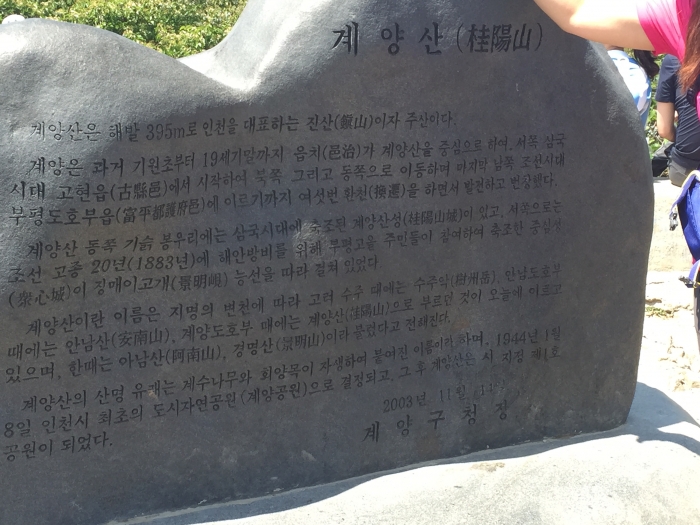 계양산(桂陽山)
계양산은 해발 395m로 인천을 대표하는 진산(鎭山)이자 주산이다.
계양은 과거 기원초부터 19세기말까지 읍치(邑治)가 계양산을 중심으로 하여, 서쪽 삼국
시대 고현읍(古縣邑)에서 시작하여 북쪽 그리고 동쪽으로 이동하며 마지막 남쪽 조선시대
부평도호부읍(富平都護府邑)에 이르기까지 여섯번 환천(換遷)을 하면서 발전하고 번창했다.
계양산 동쪽 기슭 봉우리에는 삼국시대에 축조된 계양산성(桂陽山城)이 있고, 서쪽으로는
조선 고종 20년(1883년)에 해안방비를 위해 부평고을 주민들이 참여하여 축조한 중심성
(衆心城)이 징매이고개(景明峴) 능선을 따라 걸쳐 있었다
계양산이란 이름은 지명의 변천에 따라 고려 수주 때에는 수주악(樹州岳), 안남도호부
때에는 안남산(安南山), 계양도호부 때에는 계양산(桂陽山)으로 부르던 것이 오늘에 이르고
있으며, 한때는 아남산(阿南山), 경명산(景明山)이라 불린다고 전해진다.
계양산의 산명 유래는 계수나무와 회양목이 자생하여 붙어진 이름이라 하며, 1944년 1월
8일 인천시 최초의 도시자연공원(계양공원)으로 결정되고, 그 후 계양산은 시 지정 제1호
공원이 되었다.
2003년 11월
계 양 구 청 장